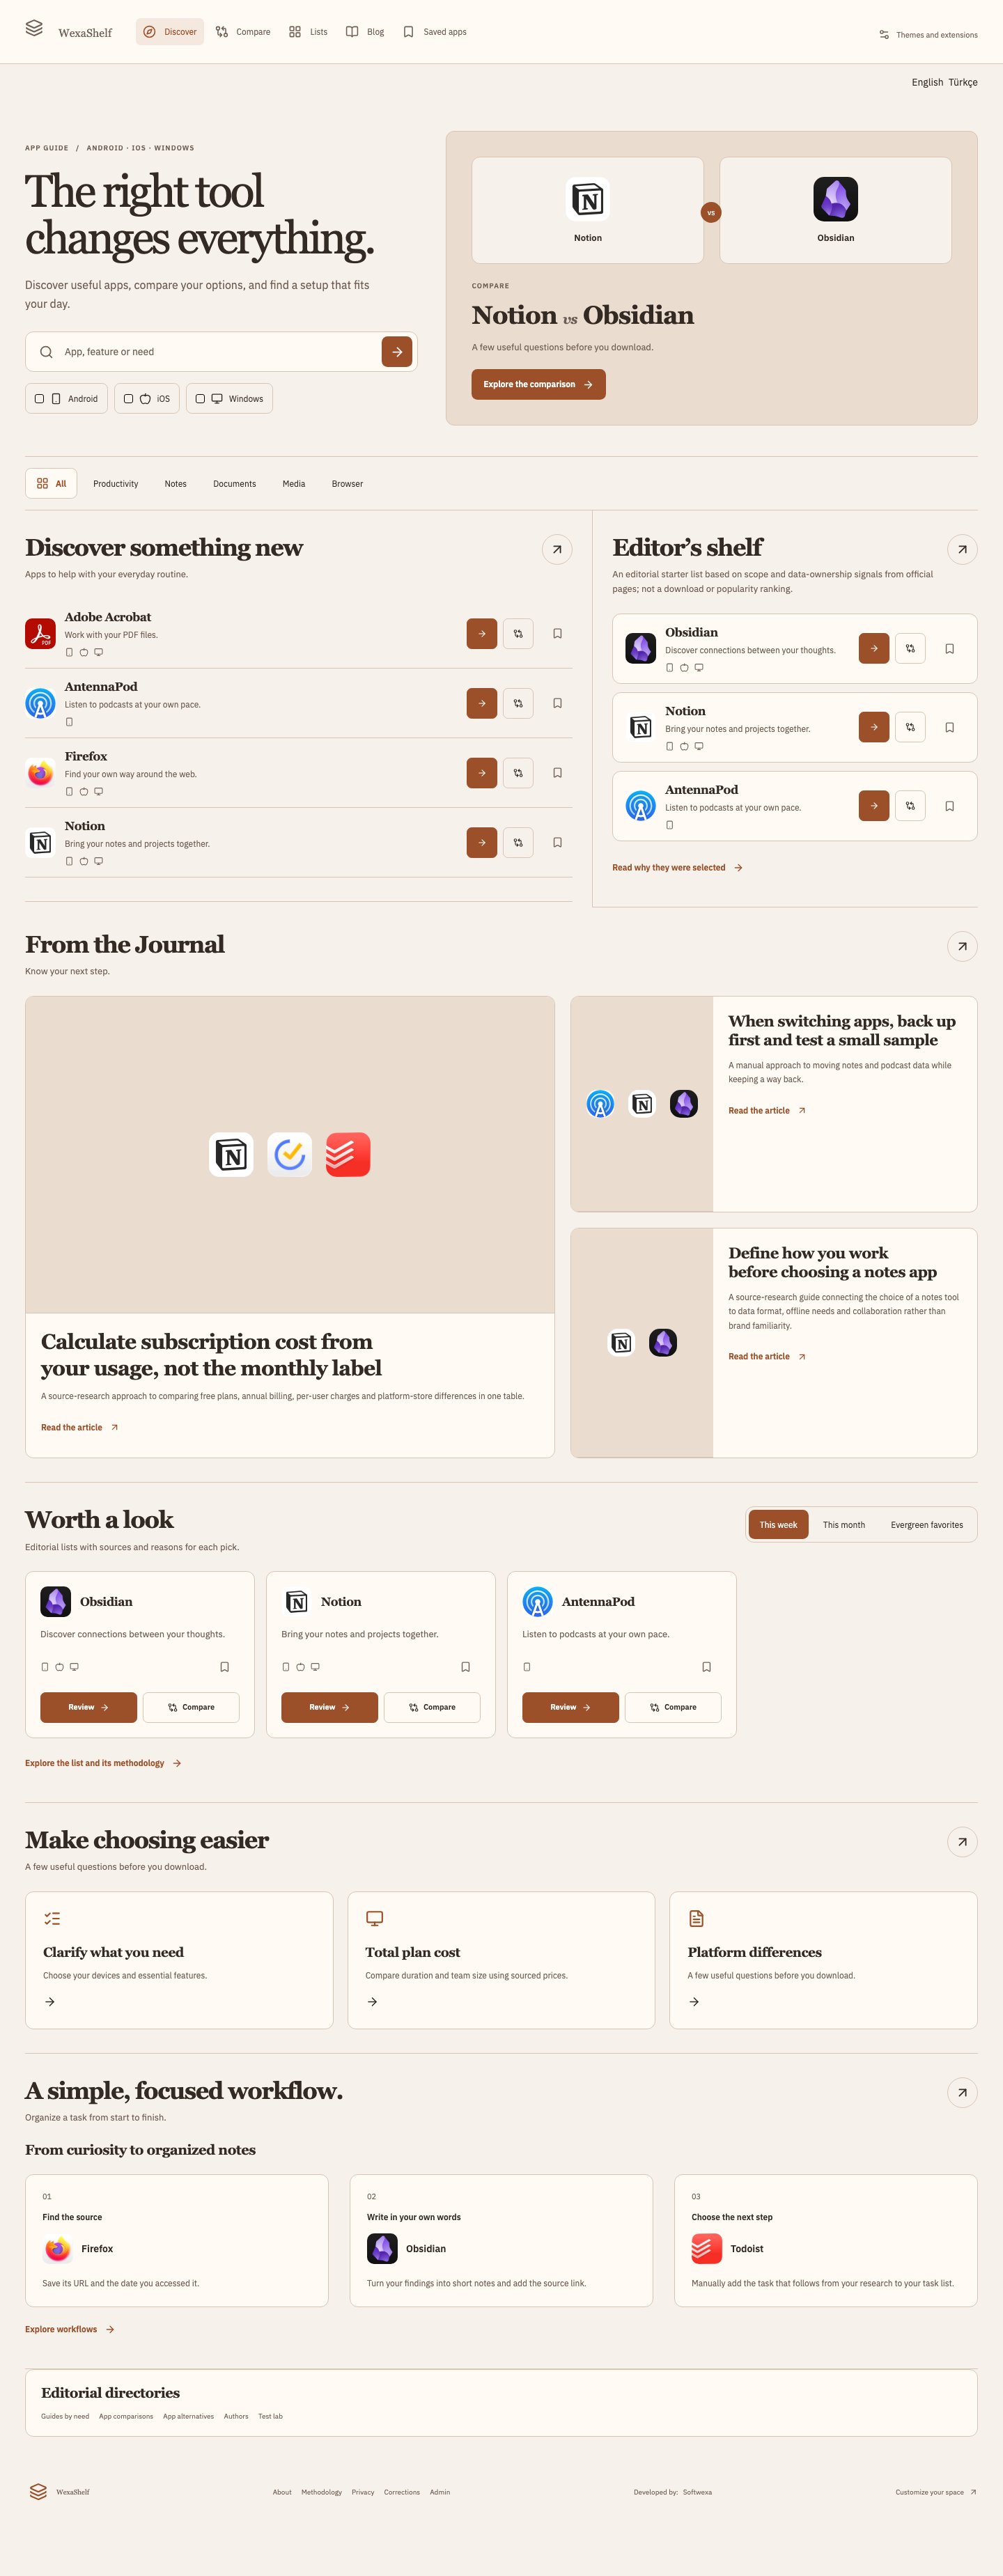 WexaShelf
Discover
Compare
Lists
Blog
Saved apps
Themes and extensions
English Türkçe
APP GUIDE / ANDROID · IOS · WINDOWS
The right tool
changes everything.
Discover useful apps, compare your options, and find a setup that fits
your day.
App, feature or need
Android
iOS
Windows
Notion
vs
Obsidian
COMPARE
Notion vs Obsidian
A few useful questions before you download.
Explore the comparison
All
Productivity
Notes
Documents
Media
Browser
Discover something new
Apps to help with your everyday routine.
Adobe Acrobat
Work with your PDF files.
PDF
AntennaPod
Listen to podcasts at your own pace.
Firefox
Find your own way around the web.
Notion
Bring your notes and projects together.
Editor’s shelf
An editorial starter list based on scope and data-ownership signals from official
pages; not a download or popularity ranking.
Obsidian
Discover connections between your thoughts.
Notion
Bring your notes and projects together.
AntennaPod
Listen to podcasts at your own pace.
Read why they were selected
From the Journal
Know your next step.
Calculate subscription cost from
your usage, not the monthly label
A source-research approach to comparing free plans, annual billing, per-user charges and platform-store differences in one table.
Read the article
When switching apps, back up
first and test a small sample
A manual approach to moving notes and podcast data while
keeping a way back.
Read the article
Define how you work
before choosing a notes app
A source-research guide connecting the choice of a notes tool
to data format, offline needs and collaboration rather than
brand familiarity.
Read the article
Worth a look
Editorial lists with sources and reasons for each pick.
This week
This month
Evergreen favorites
Obsidian
Discover connections between your thoughts.
Review
Compare
Notion
Bring your notes and projects together.
Review
Compare
AntennaPod
Listen to podcasts at your own pace.
Review
Compare
Explore the list and its methodology
Make choosing easier
A few useful questions before you download.
Clarify what you need
Choose your devices and essential features.
Total plan cost
Compare duration and team size using sourced prices.
Platform differences
A few useful questions before you download.
A simple, focused workflow.
Organize a task from start to finish.
From curiosity to organized notes
01
Find the source
Firefox
Save its URL and the date you accessed it.
02
Write in your own words
Obsidian
Turn your findings into short notes and add the source link.
03
Choose the next step
Todoist
Manually add the task that follows from your research to your task list.
Explore workflows
Editorial directories
Guides by need
App comparisons
App alternatives
Authors
Test lab
WexaShelf
About
Methodology
Privacy
Corrections
Admin
Developed by: Softwexa
Customize your space